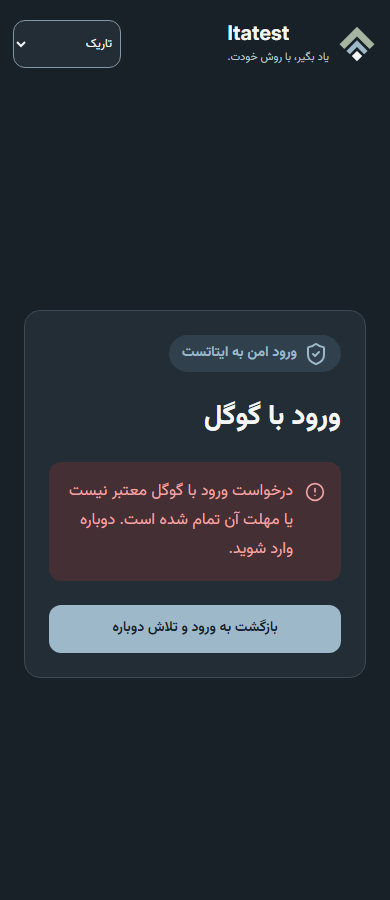 Itatest
یاد بگیر، با روش خودت.
تاریک
ورود امن به ایتاتست
ورود با گوگل
درخواست ورود با گوگل معتبر نیست
یا مهلت آن تمام شده است. دوباره
وارد شوید.
بازگشت به ورود و تلاش دوباره